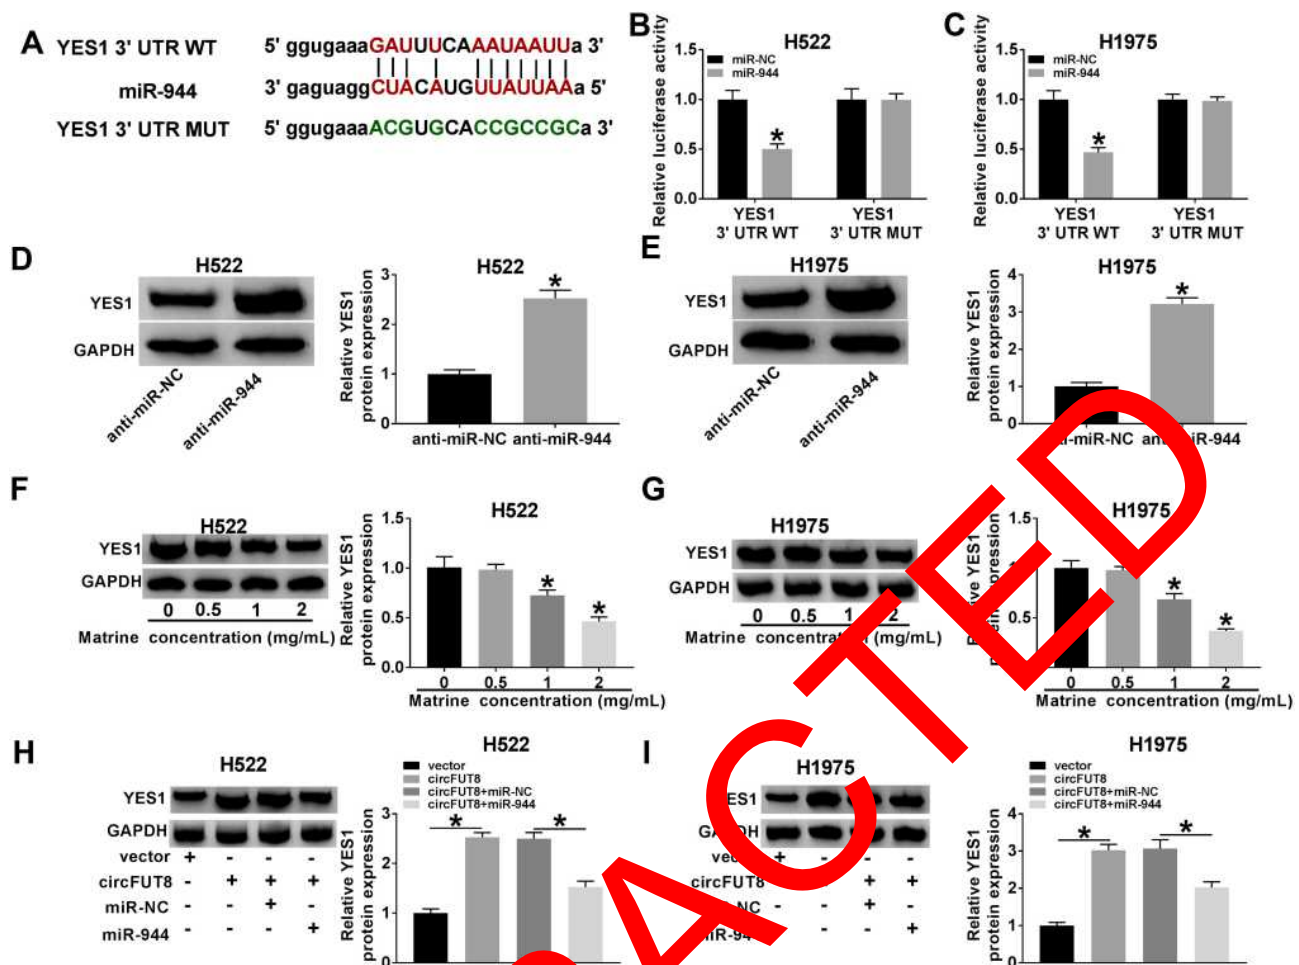 A
YES1 3' UTR WT 5' ggugaaaGAUUUCAAAUAAUUa 3'
miR-944 3' gaguaggCUACAUGUUAUUAAa 5'
YES1 3' UTR MUT 5' ggugaaaACGUGCACCGCCGCa 3'
B
H522
Relative luciferase activity
miR-NC
miR-944
1.5
1.0
0.5
0.0
*
YES1 3' UTR WT
YES1 3' UTR MUT
C
H1975
Relative luciferase activity
miR-NC
miR-944
1.5
1.0
0.5
0.0
*
YES1 3' UTR WT
YES1 3' UTR MUT
D
H522
YES1
GAPDH
anti-miR-NC
anti-miR-944
H522
Relative YES1
protein expression
3
2
1
0
*
anti-miR-NC anti-miR-944
E
H1975
YES1
GAPDH
anti-miR-NC
anti-miR-944
H1975
Relative YES1
protein expression
4
3
2
1
0
*
F
H522
YES1
GAPDH
0 0.5 1 2
Matrine concentration (mg/mL)
H522
Relative YES1
protein expression
1.5
1.0
0.5
0.0
* *
0 0.5 1 2
Matrine concentration (mg/mL)
G
H1975
YES1
GAPDH
0 0.5 1 2
Matrine (mg/mL)
H1975
Relative YES1
protein expression
1.5
0.5
* *
0 0.5 1 2
Matrine concentration (mg/mL)
H
H522
YES1
GAPDH
vector + - - -
circFUT8 - + + +
miR-NC - - + -
miR-944 - - - +
H522
vector
circFUT8
circFUT8+miR-NC
circFUT8+miR-944
Relative YES1
protein expression
3
2
1
0
* *
I
H1975
+ - - -
circFUT8 + +
- - + -
- - +
H1975
vector
circFUT8
circFUT8+miR-NC
circFUT8+miR-944
Relative YES1
protein expression
4
3
2
1
0
* *
ACTED